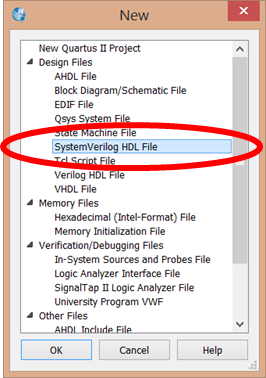 New
New Quartus II Project
Design Files
AHDL File
Block Diagram/Schematic File
EDIF File
Qsys System File
State Machine File
SystemVerilog HDL File
Tcl Script File
Verilog HDL File
VHDL File
Memory Files
Hexadecimal (Intel-Format) File
Memory Initialization File
Verification/Debugging Files
In-System Sources and Probes File
Logic Analyzer Interface File
SignalTap II Logic Analyzer File
University Program VWF
Other Files
AHDL Include File
OK Cancel Help